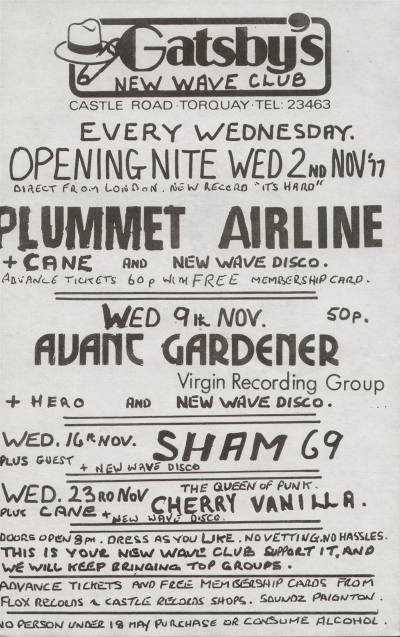 Gatsby's
NEW WAVE CLUB
CASTLE ROAD · TORQUAY · TEL: 23463
EVERY WEDNESDAY.
OPENING NITE WED 2ND NOV '77
DIRECT FROM LONDON. NEW RECORD "IT'S HARD"
PLUMMET AIRLINE
+ CANE AND NEW WAVE DISCO.
ADVANCE TICKETS 60p WITH FREE MEMBERSHIP CARD.
WED 9th NOV. 50p.
AVANT GARDENER
Virgin Recording Group
+ HERO AND NEW WAVE DISCO.
WED. 16th NOV. SHAM 69
PLUS GUEST + NEW WAVE DISCO
WED. 23RD NOV THE QUEEN OF PUNK.
CHERRY VANILLA.
PLUS CANE + NEW WAVE DISCO.
DOORS OPEN 8pm. DRESS AS YOU LIKE. NO VETTING. NO HASSLES.
THIS IS YOUR NEW WAVE CLUB SUPPORT IT, AND
WE WILL KEEP BRINGING TOP GROUPS.
ADVANCE TICKETS AND FREE MEMBERSHIP CARDS FROM
FLOX RECORDS & CASTLE RECORDS SHOPS. SOUNDZ PAIGNTON.
NO PERSON UNDER 18 MAY PURCHASE OR CONSUME ALCOHOL.